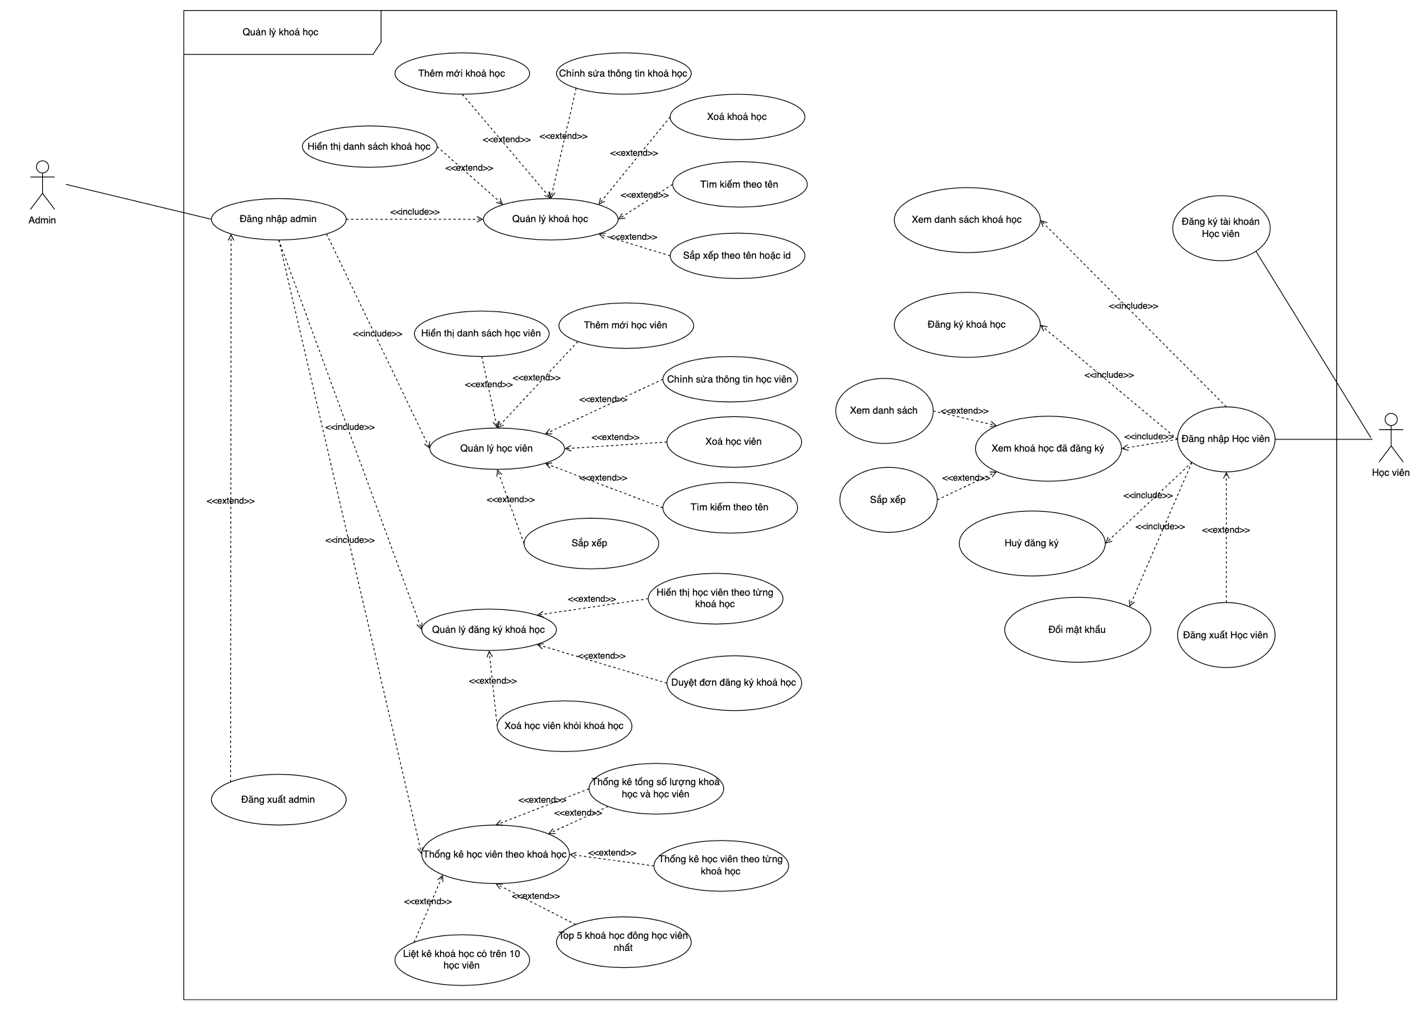 Quản lý khoá học
Thêm mới khoá học
Chỉnh sửa thông tin khoá học
Xoá khoá học
Hiển thị danh sách khoá học
Tìm kiếm theo tên
Sắp xếp theo tên hoặc id
Quản lý khoá học
<<extend>>
<<extend>>
<<extend>>
<<extend>>
<<extend>>
<<extend>>
Admin
Đăng nhập admin
<<include>>
<<include>>
<<include>>
<<include>>
<<extend>>
Đăng xuất admin
Hiển thị danh sách học viên
Thêm mới học viên
Chỉnh sửa thông tin học viên
Xoá học viên
Tìm kiếm theo tên
Sắp xếp
Quản lý học viên
<<extend>>
<<extend>>
<<extend>>
<<extend>>
<<extend>>
<<extend>>
Hiển thị học viên theo từng
khoá học
Quản lý đăng ký khoá học
Duyệt đơn đăng ký khoá học
Xoá học viên khỏi khoá học
<<extend>>
<<extend>>
<<extend>>
Thống kê tổng số lượng khoá
học và học viên
Thống kê học viên theo khoá học
Thống kê học viên theo từng
khoá học
Top 5 khoá học đông học viên
nhất
Liệt kê khoá học có trên 10
học viên
<<extend>>
<<extend>>
<<extend>>
<<extend>>
<<extend>>
Xem danh sách khoá học
Đăng ký tài khoản
Học viên
Đăng ký khoá học
Xem danh sách
Xem khoá học đã đăng ký
Đăng nhập Học viên
Học viên
Sắp xếp
Huỷ đăng ký
Đổi mật khẩu
Đăng xuất Học viên
<<include>>
<<include>>
<<extend>>
<<include>>
<<extend>>
<<include>>
<<include>>
<<extend>>